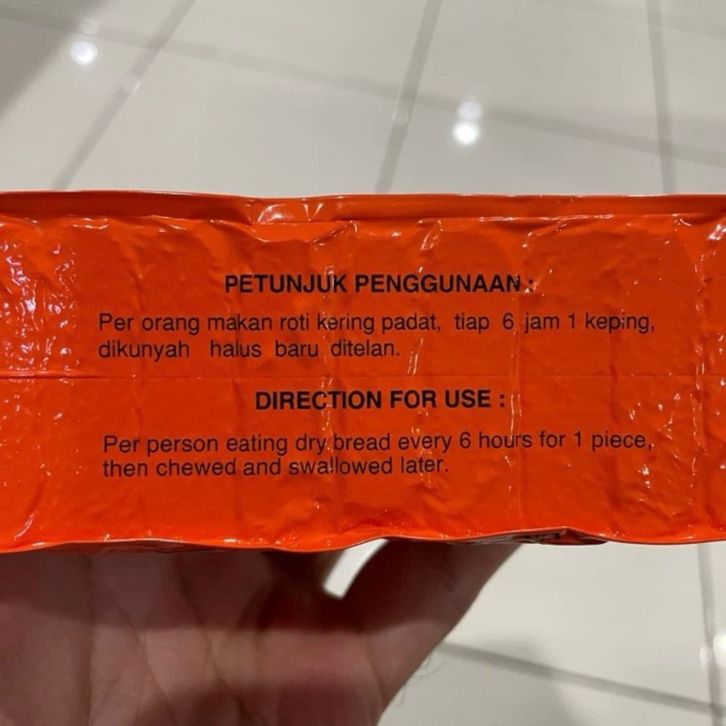 PETUNJUK PENGGUNAAN :
Per orang makan roti kering padat, tiap 6 jam 1 keping,
dikunyah halus baru ditelan.
DIRECTION FOR USE :
Per person eating dry bread every 6 hours for 1 piece,
then chewed and swallowed later.